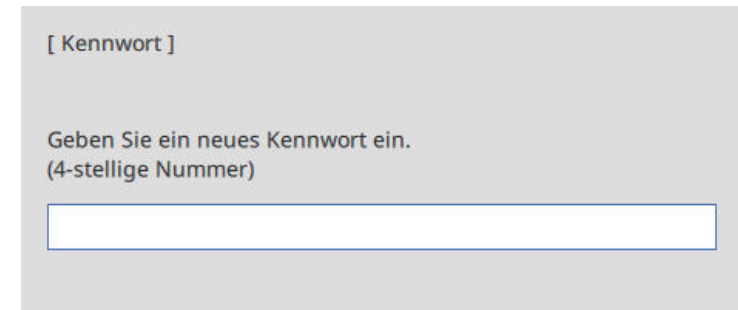 [ Kennwort ]
Geben Sie ein neues Kennwort ein.
(4-stellige Nummer)